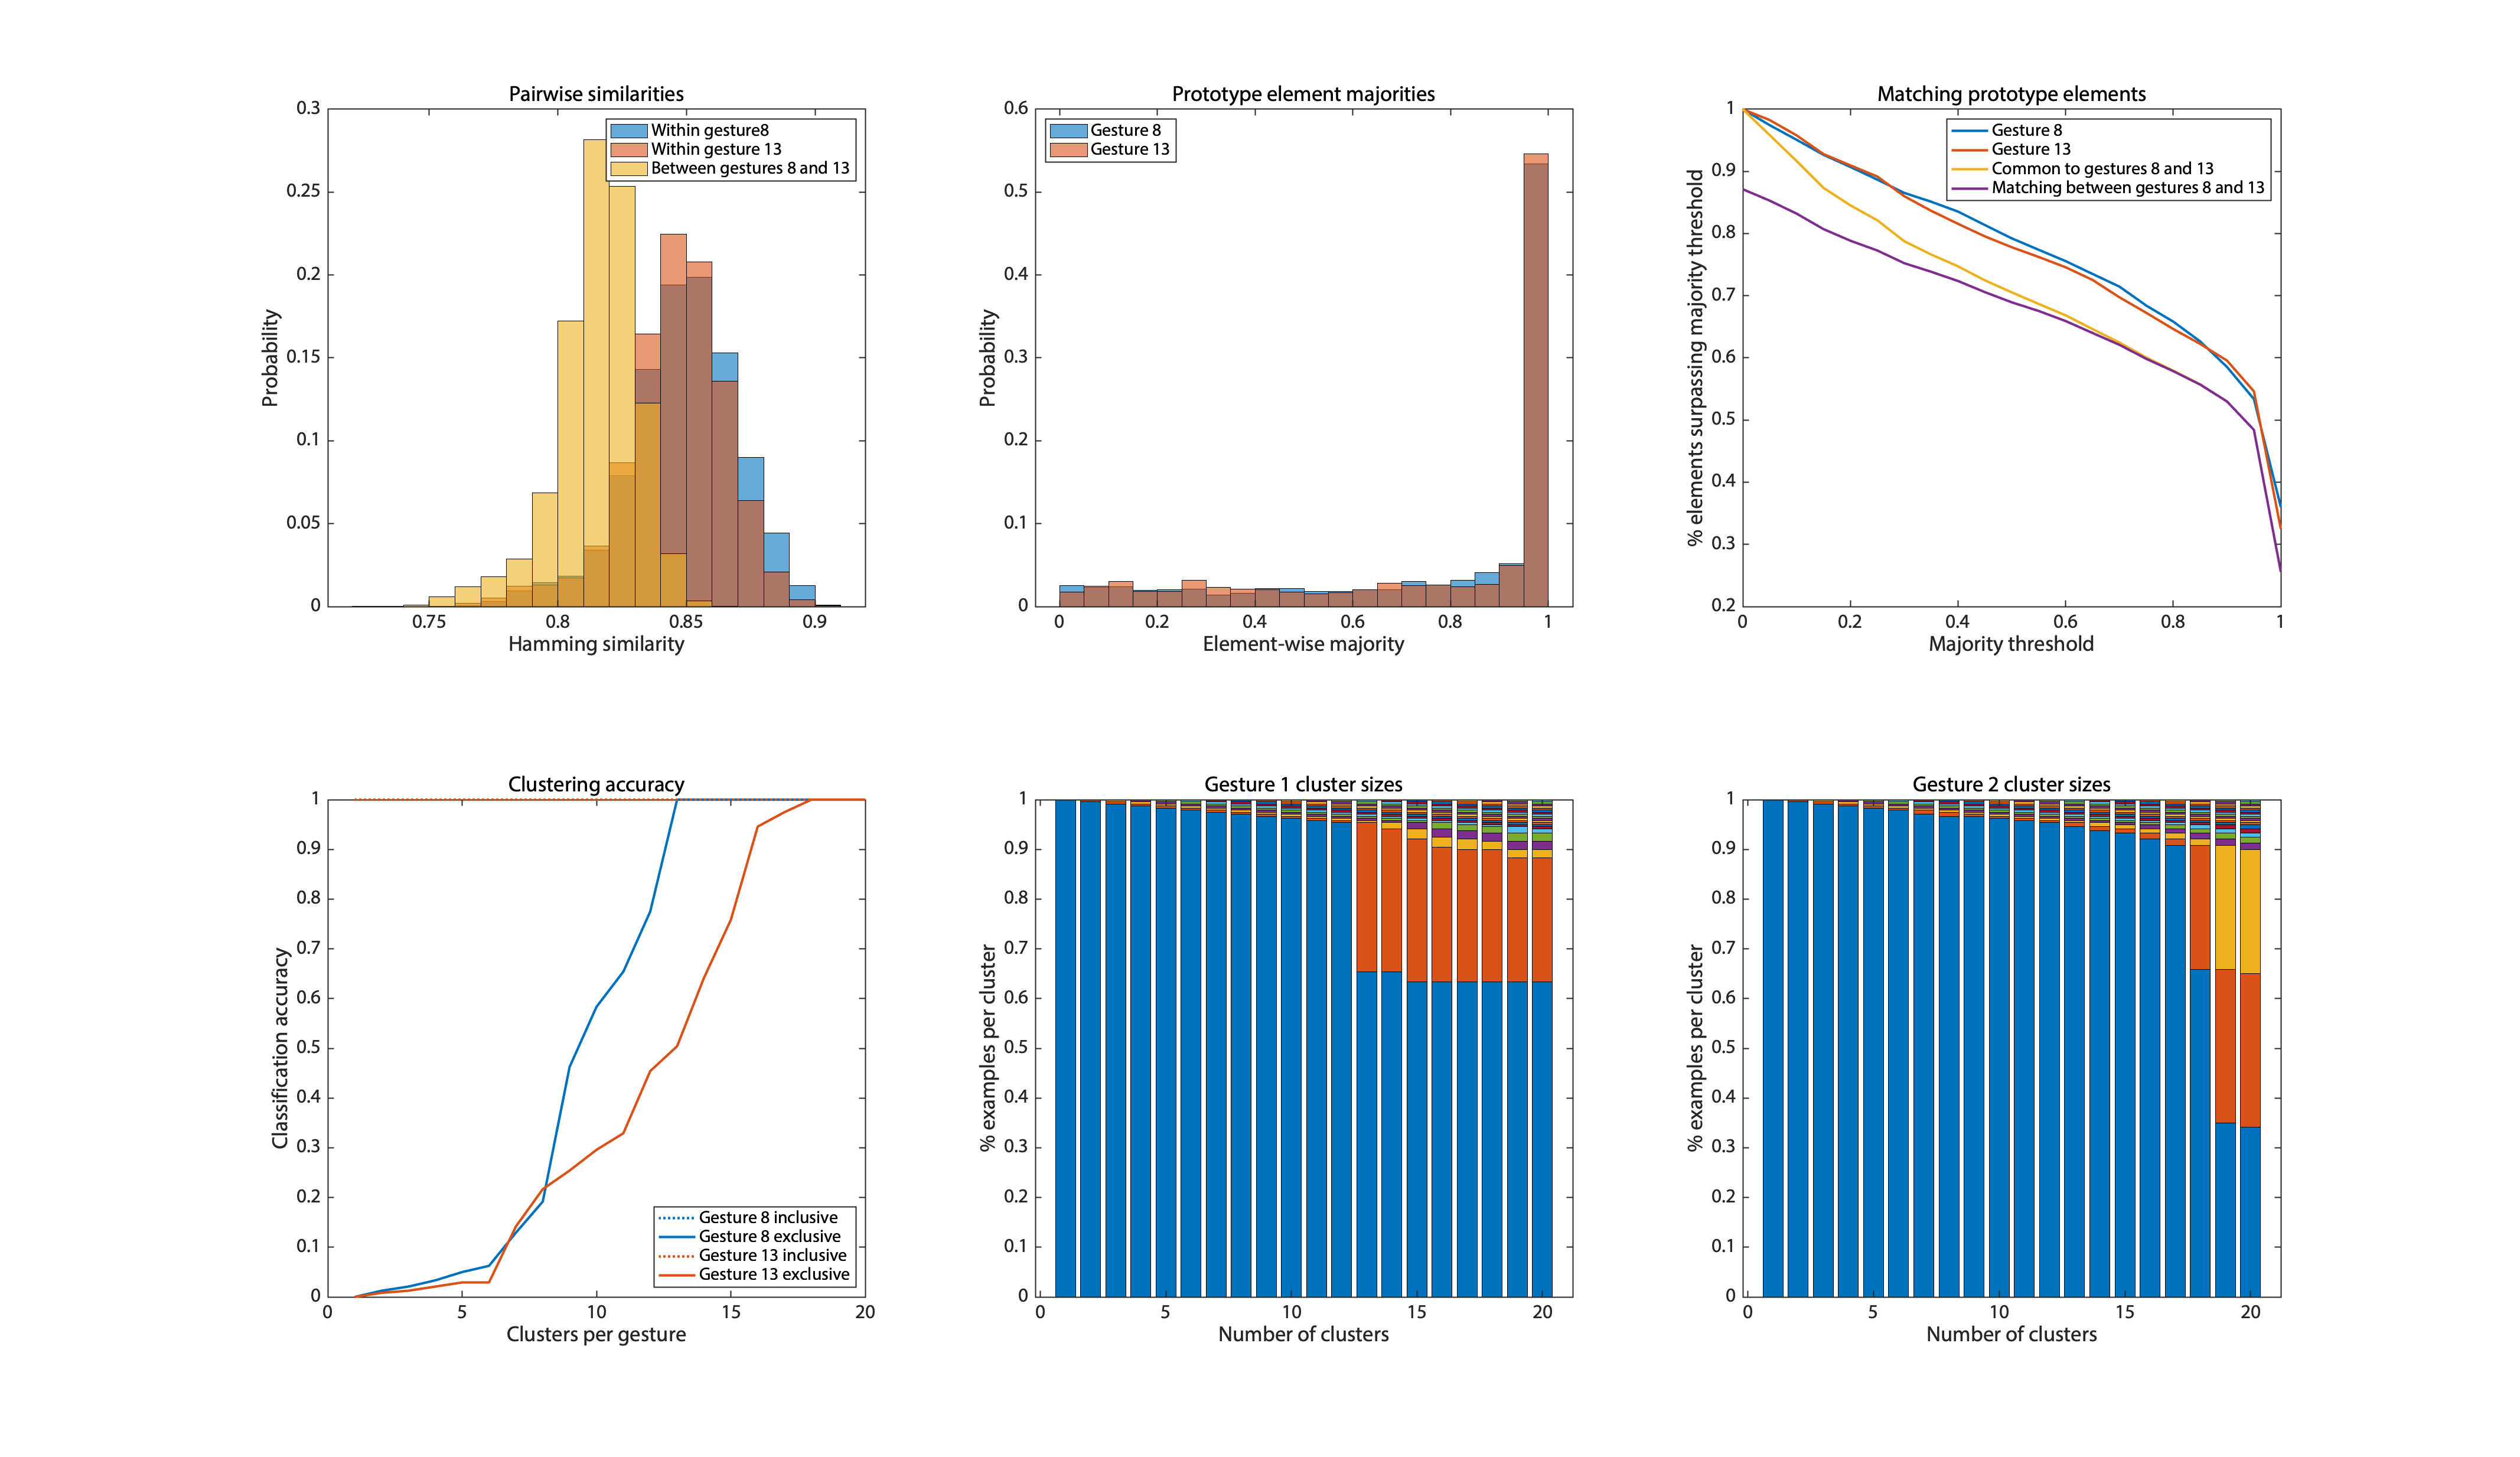 Pairwise similarities
0.3
0.25
0.2
0.15
0.1
0.05
0
Probability
Within gesture8
Within gesture 13
Between gestures 8 and 13
0.75 0.8 0.85 0.9
Hamming similarity
Prototype element majorities
0.6
0.5
0.4
0.3
0.2
0.1
0
Probability
Gesture 8
Gesture 13
0 0.2 0.4 0.6 0.8 1
Element-wise majority
Matching prototype elements
1
0.9
0.8
0.7
0.6
0.5
0.4
0.3
0.2
% elements surpassing majority threshold
Gesture 8
Gesture 13
Common to gestures 8 and 13
Matching between gestures 8 and 13
0 0.2 0.4 0.6 0.8 1
Majority threshold
Clustering accuracy
1
0.9
0.8
0.7
0.6
0.5
0.4
0.3
0.2
0.1
0
Classification accuracy
Gesture 8 inclusive
Gesture 8 exclusive
Gesture 13 inclusive
Gesture 13 exclusive
0 5 10 15 20
Clusters per gesture
Gesture 1 cluster sizes
1
0.9
0.8
0.7
0.6
0.5
0.4
0.3
0.2
0.1
0
% examples per cluster
0 5 10 15 20
Number of clusters
Gesture 2 cluster sizes
1
0.9
0.8
0.7
0.6
0.5
0.4
0.3
0.2
0.1
0
% examples per cluster
0 5 10 15 20
Number of clusters